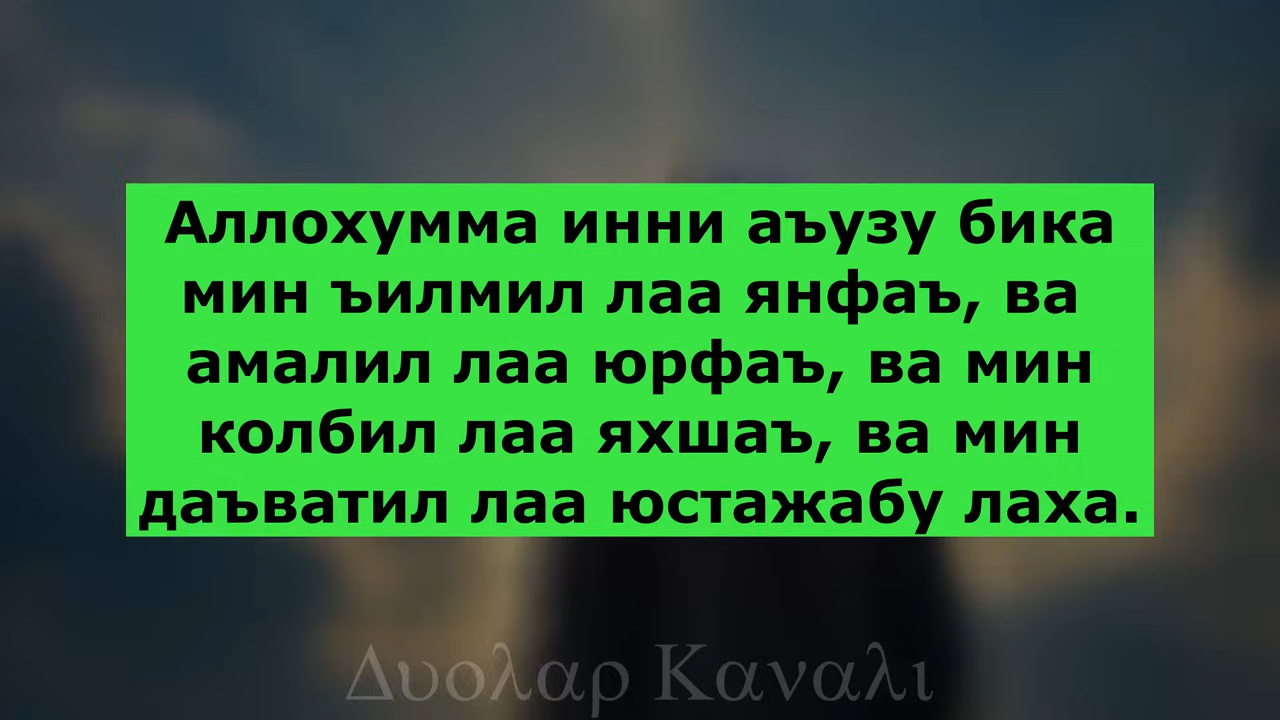 Аллохумма инни аъузу бика
мин ъилмил лаа янфаъ, ва
амалил лаа юрфаъ, ва мин
колбил лаа яхшаъ, ва мин
даъватил лаа юстажабу лаха.
Δυολαρ Καναλι